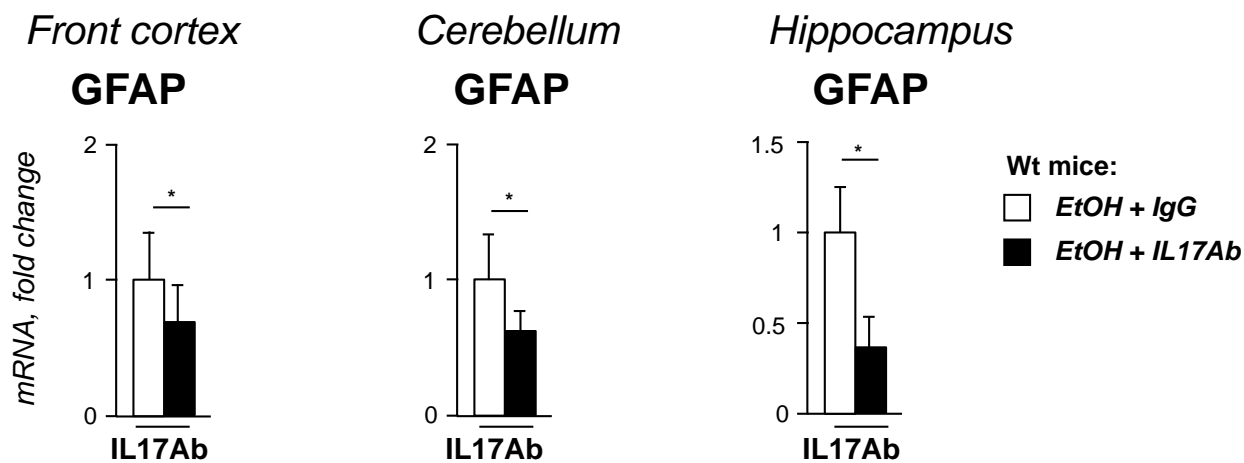 Front cortex
GFAP
mRNA, fold change
2
1
0
*
IL17Ab
Cerebellum
GFAP
2
1
0
*
IL17Ab
Hippocampus
GFAP
1.5
1
0.5
0
*
IL17Ab
Wt mice:
EtOH + IgG
EtOH + IL17Ab